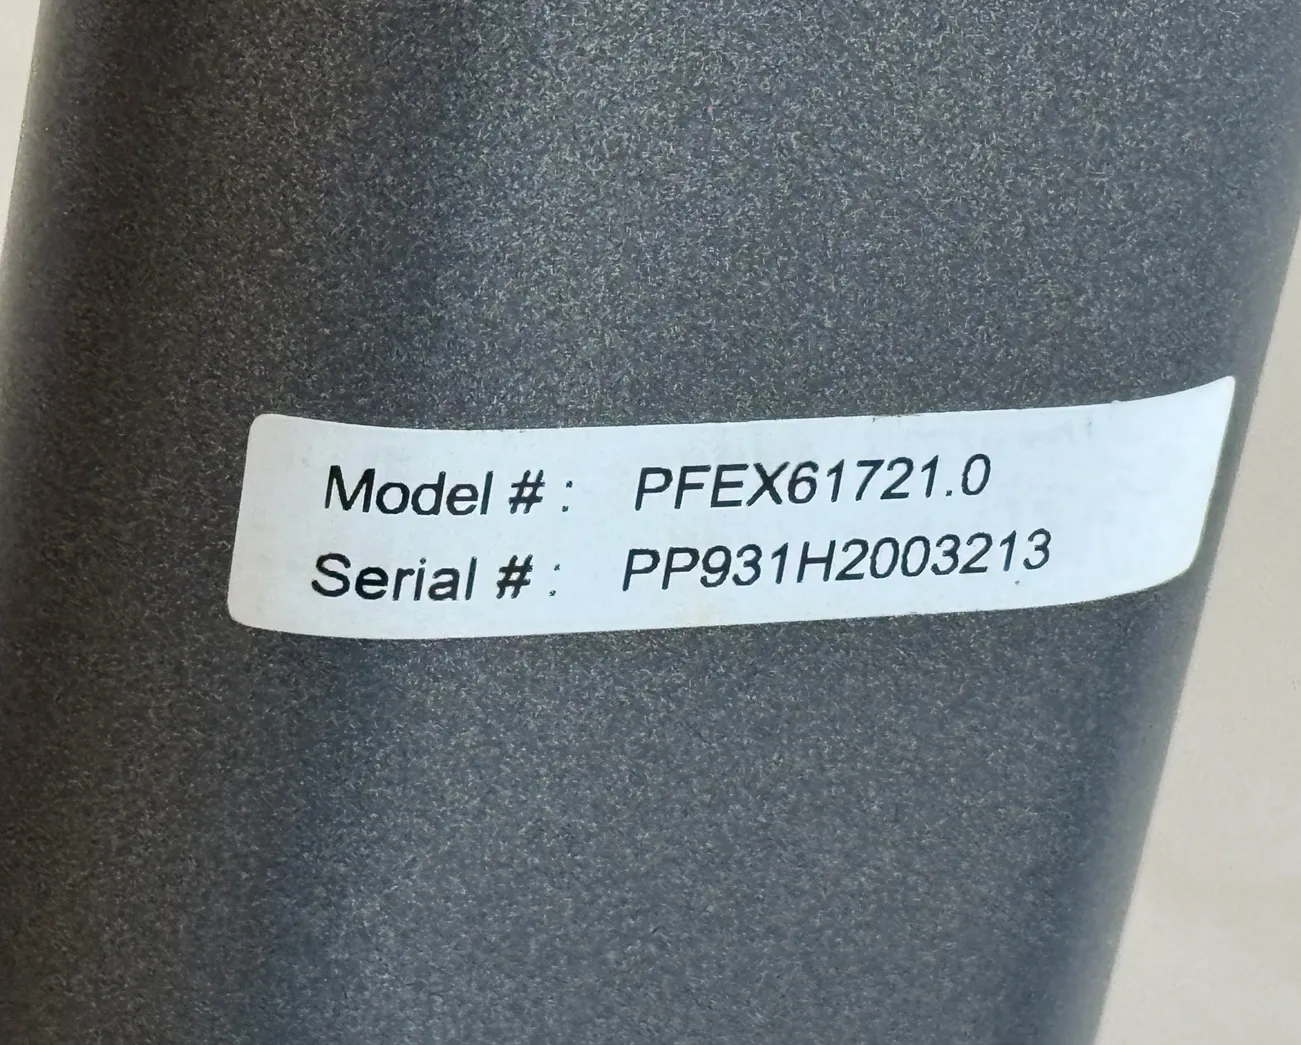 Model # : PFEX61721.0
Serial # : PP931H2003213